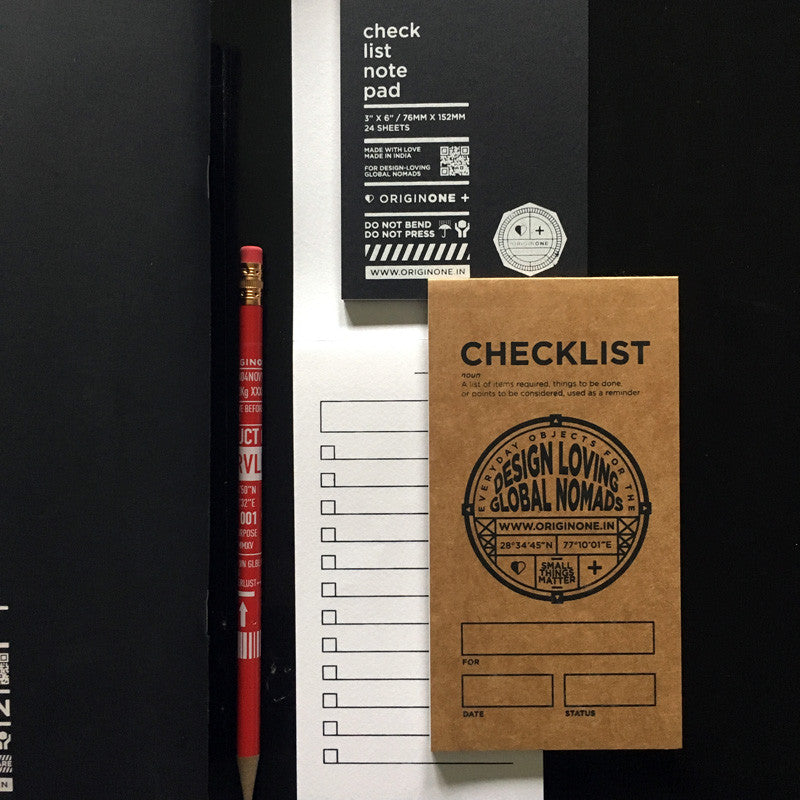 check
list
note
pad
3" X 6" / 76MM X 152MM
24 SHEETS
MADE WITH LOVE
MADE IN INDIA
FOR DESIGN-LOVING
GLOBAL NOMADS
ORIGINONE +
DO NOT BEND
DO NOT PRESS
WWW.ORIGINONE.IN
ORIGINONE
CHECKLIST
noun
A list of items required, things to be done,
or points to be considered, used as a reminder
EVERYDAY OBJECTS FOR THE
DESIGN LOVING
GLOBAL NOMADS
WWW.ORIGINONE.IN
28°34'45"N 77°10'01"E
SMALL
THINGS
MATTER
FOR
DATE STATUS